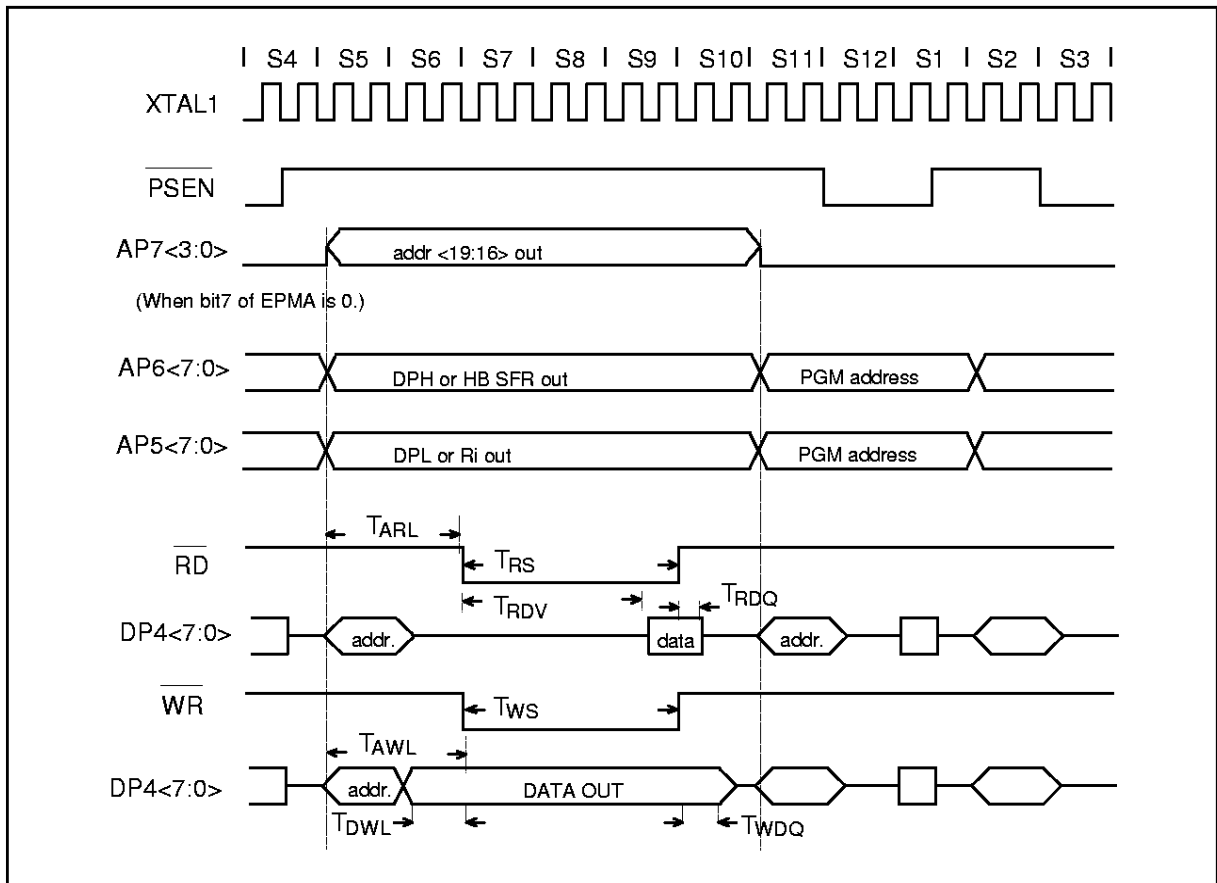 | S4 | S5 | S6 | S7 | S8 | S9 | S10 | S11 | S12 | S1 | S2 | S3 |
XTAL1
PSEN
AP7<3:0>
addr <19:16> out
(When bit7 of EPMA is 0.)
AP6<7:0>
DPH or HB SFR out
PGM address
AP5<7:0>
DPL or Ri out
PGM address
TARL
RD
TRS
TRDV
TRDQ
DP4<7:0>
addr.
data
addr.
WR
TWS
TAWL
DP4<7:0>
addr.
DATA OUT
TDWL
TWDQ